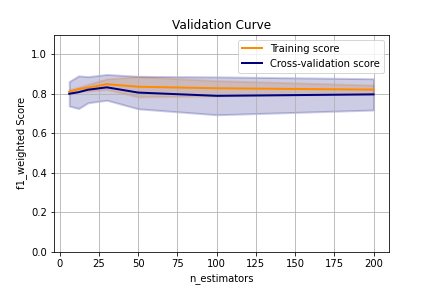 Validation Curve
Training score
Cross-validation score
1.0
0.8
0.6
0.4
0.2
0.0
f1_weighted Score
0 25 50 75 100 125 150 175 200
n_estimators